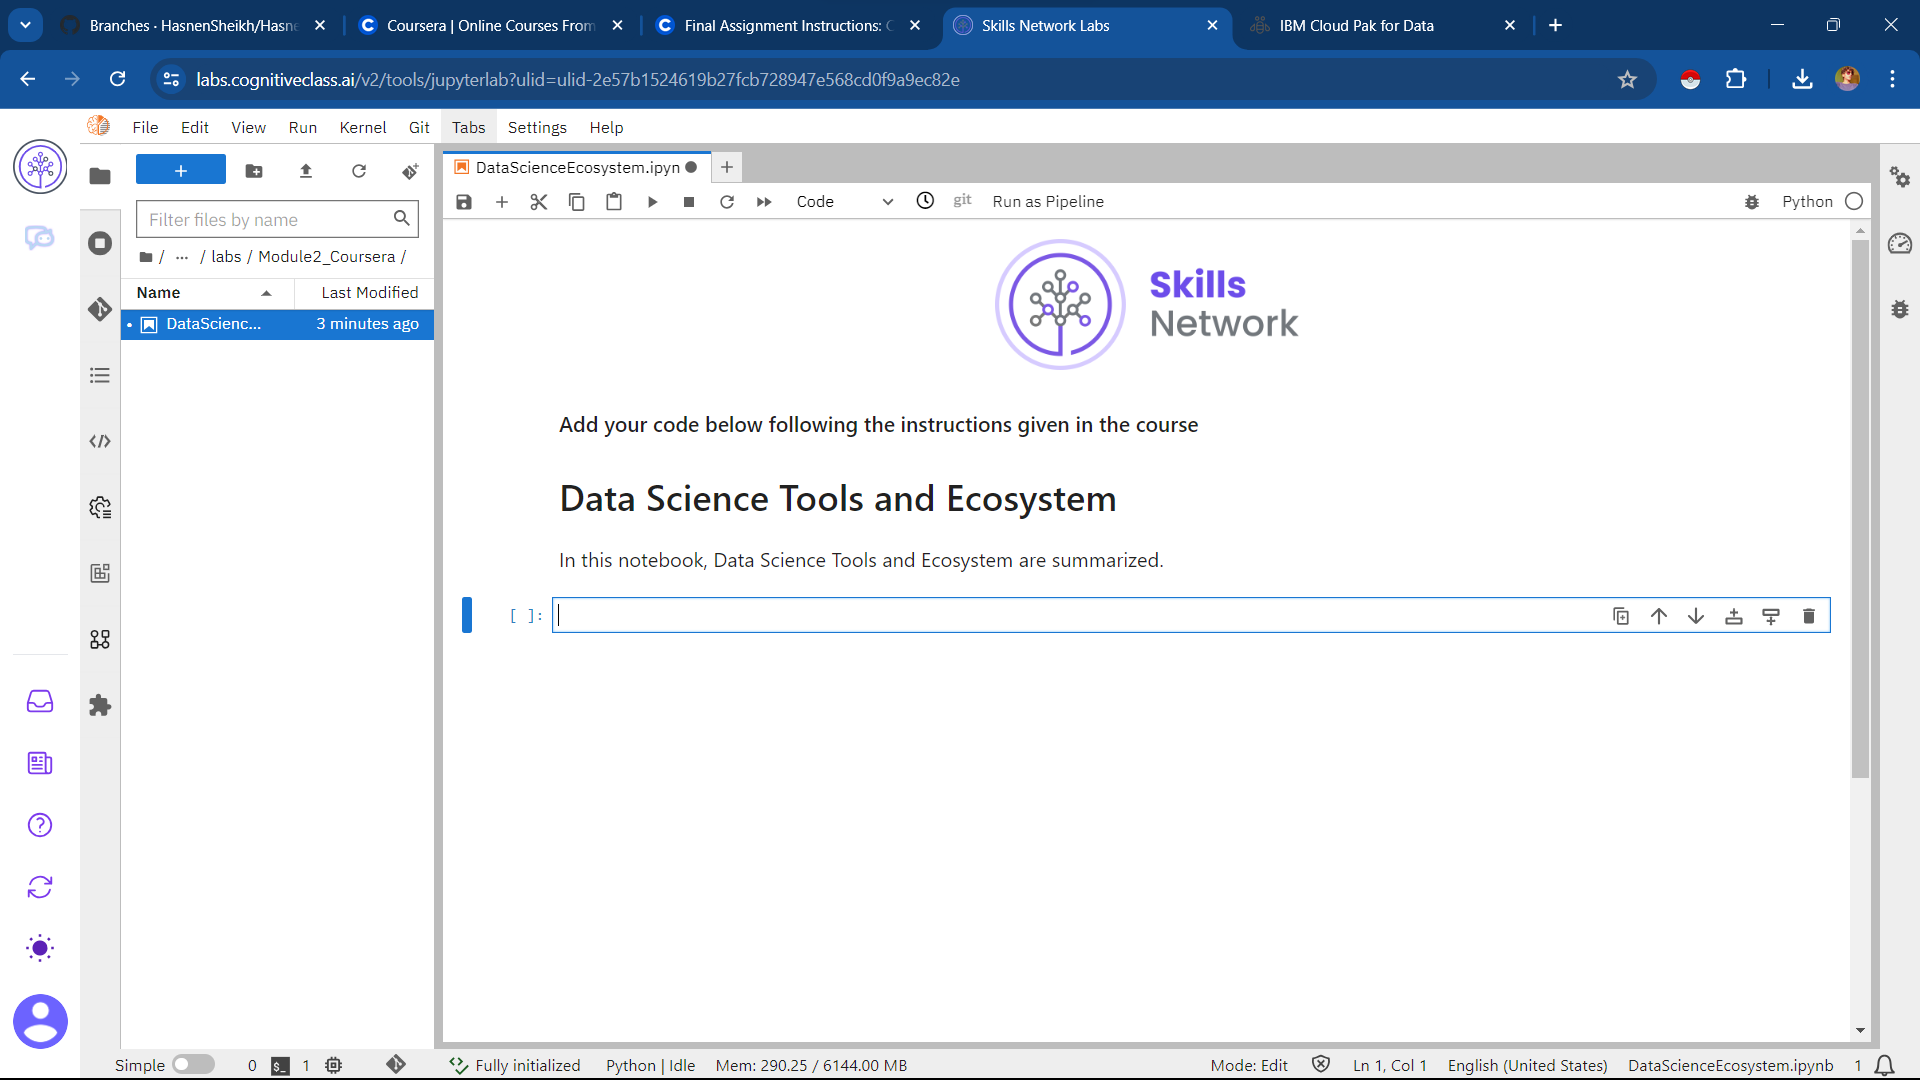 Branches · HasnenSheikh/Hasne
Coursera | Online Courses From
Final Assignment Instructions: C
Skills Network Labs
IBM Cloud Pak for Data
labs.cognitiveclass.ai/v2/tools/jupyterlab?ulid=ulid-2e57b1524619b27fcb728947e568cd0f9a9ec82e
File Edit View Run Kernel Git Tabs Settings Help
DataScienceEcosystem.ipyn
Code
git
Run as Pipeline
Python
Filter files by name
/ ... / labs / Module2_Coursera /
Name Last Modified
DataScienc... 3 minutes ago
Skills
Network
Add your code below following the instructions given in the course
Data Science Tools and Ecosystem
In this notebook, Data Science Tools and Ecosystem are summarized.
[ ]:
Simple 0 $_ 1 Fully initialized Python | Idle Mem: 290.25 / 6144.00 MB Mode: Edit Ln 1, Col 1 English (United States) DataScienceEcosystem.ipynb 1